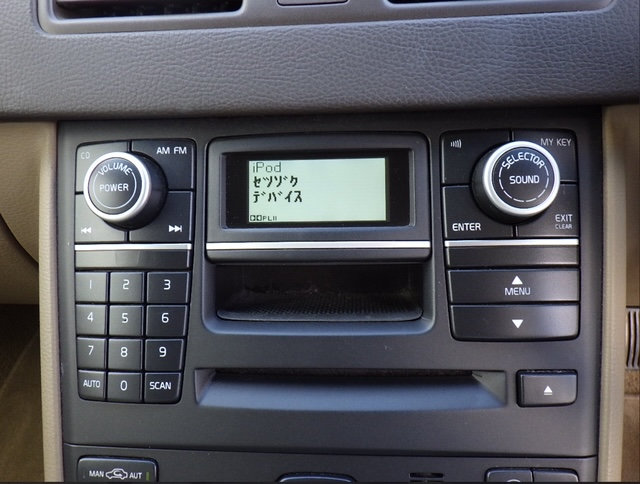 CD
AM FM
VOLUME
POWER
iPod
ｾﾂｿﾞｸ
ﾃﾞﾊﾞｲｽ
PLII
MY KEY
SELECTOR
SOUND
ENTER
EXIT
CLEAR
1 2 3
4 5 6
7 8 9
AUTO 0 SCAN
MENU
MAN AUT